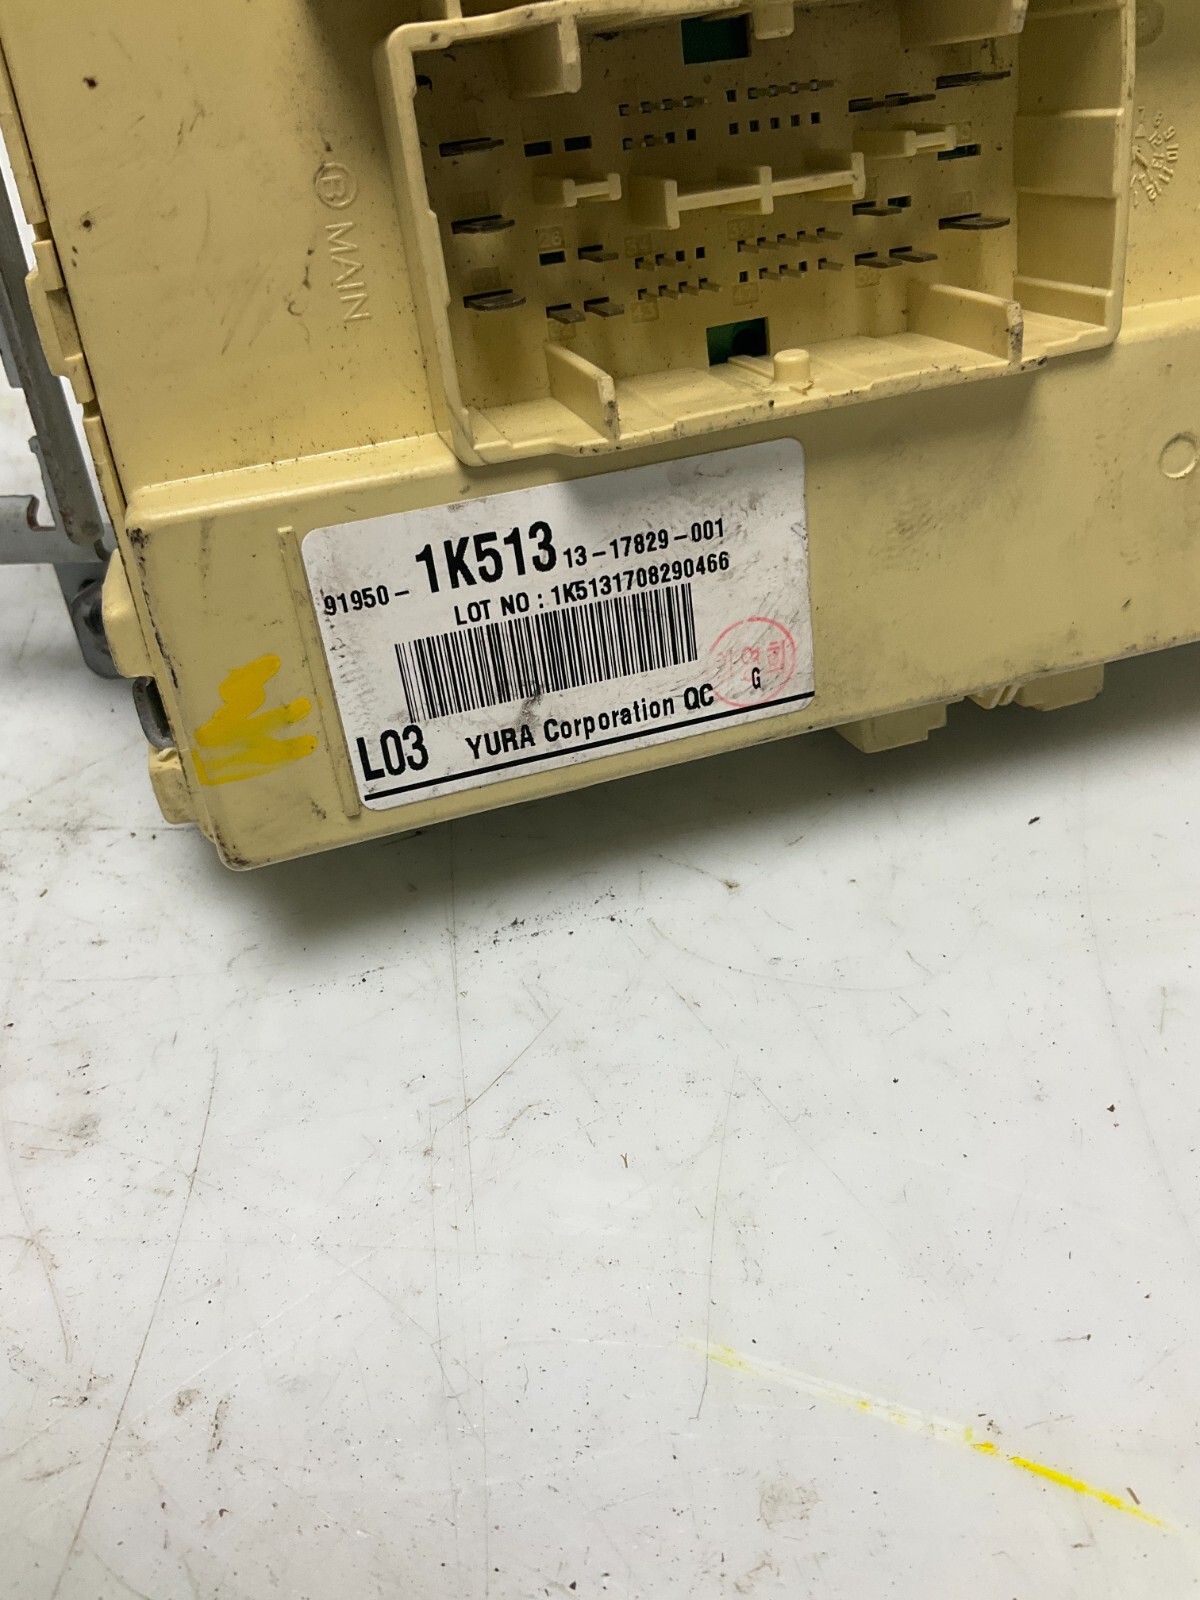 B MAIN
91950- 1K513 13-17829-001
LOT NO : 1K5131708290466
G
L03 YURA Corporation QC